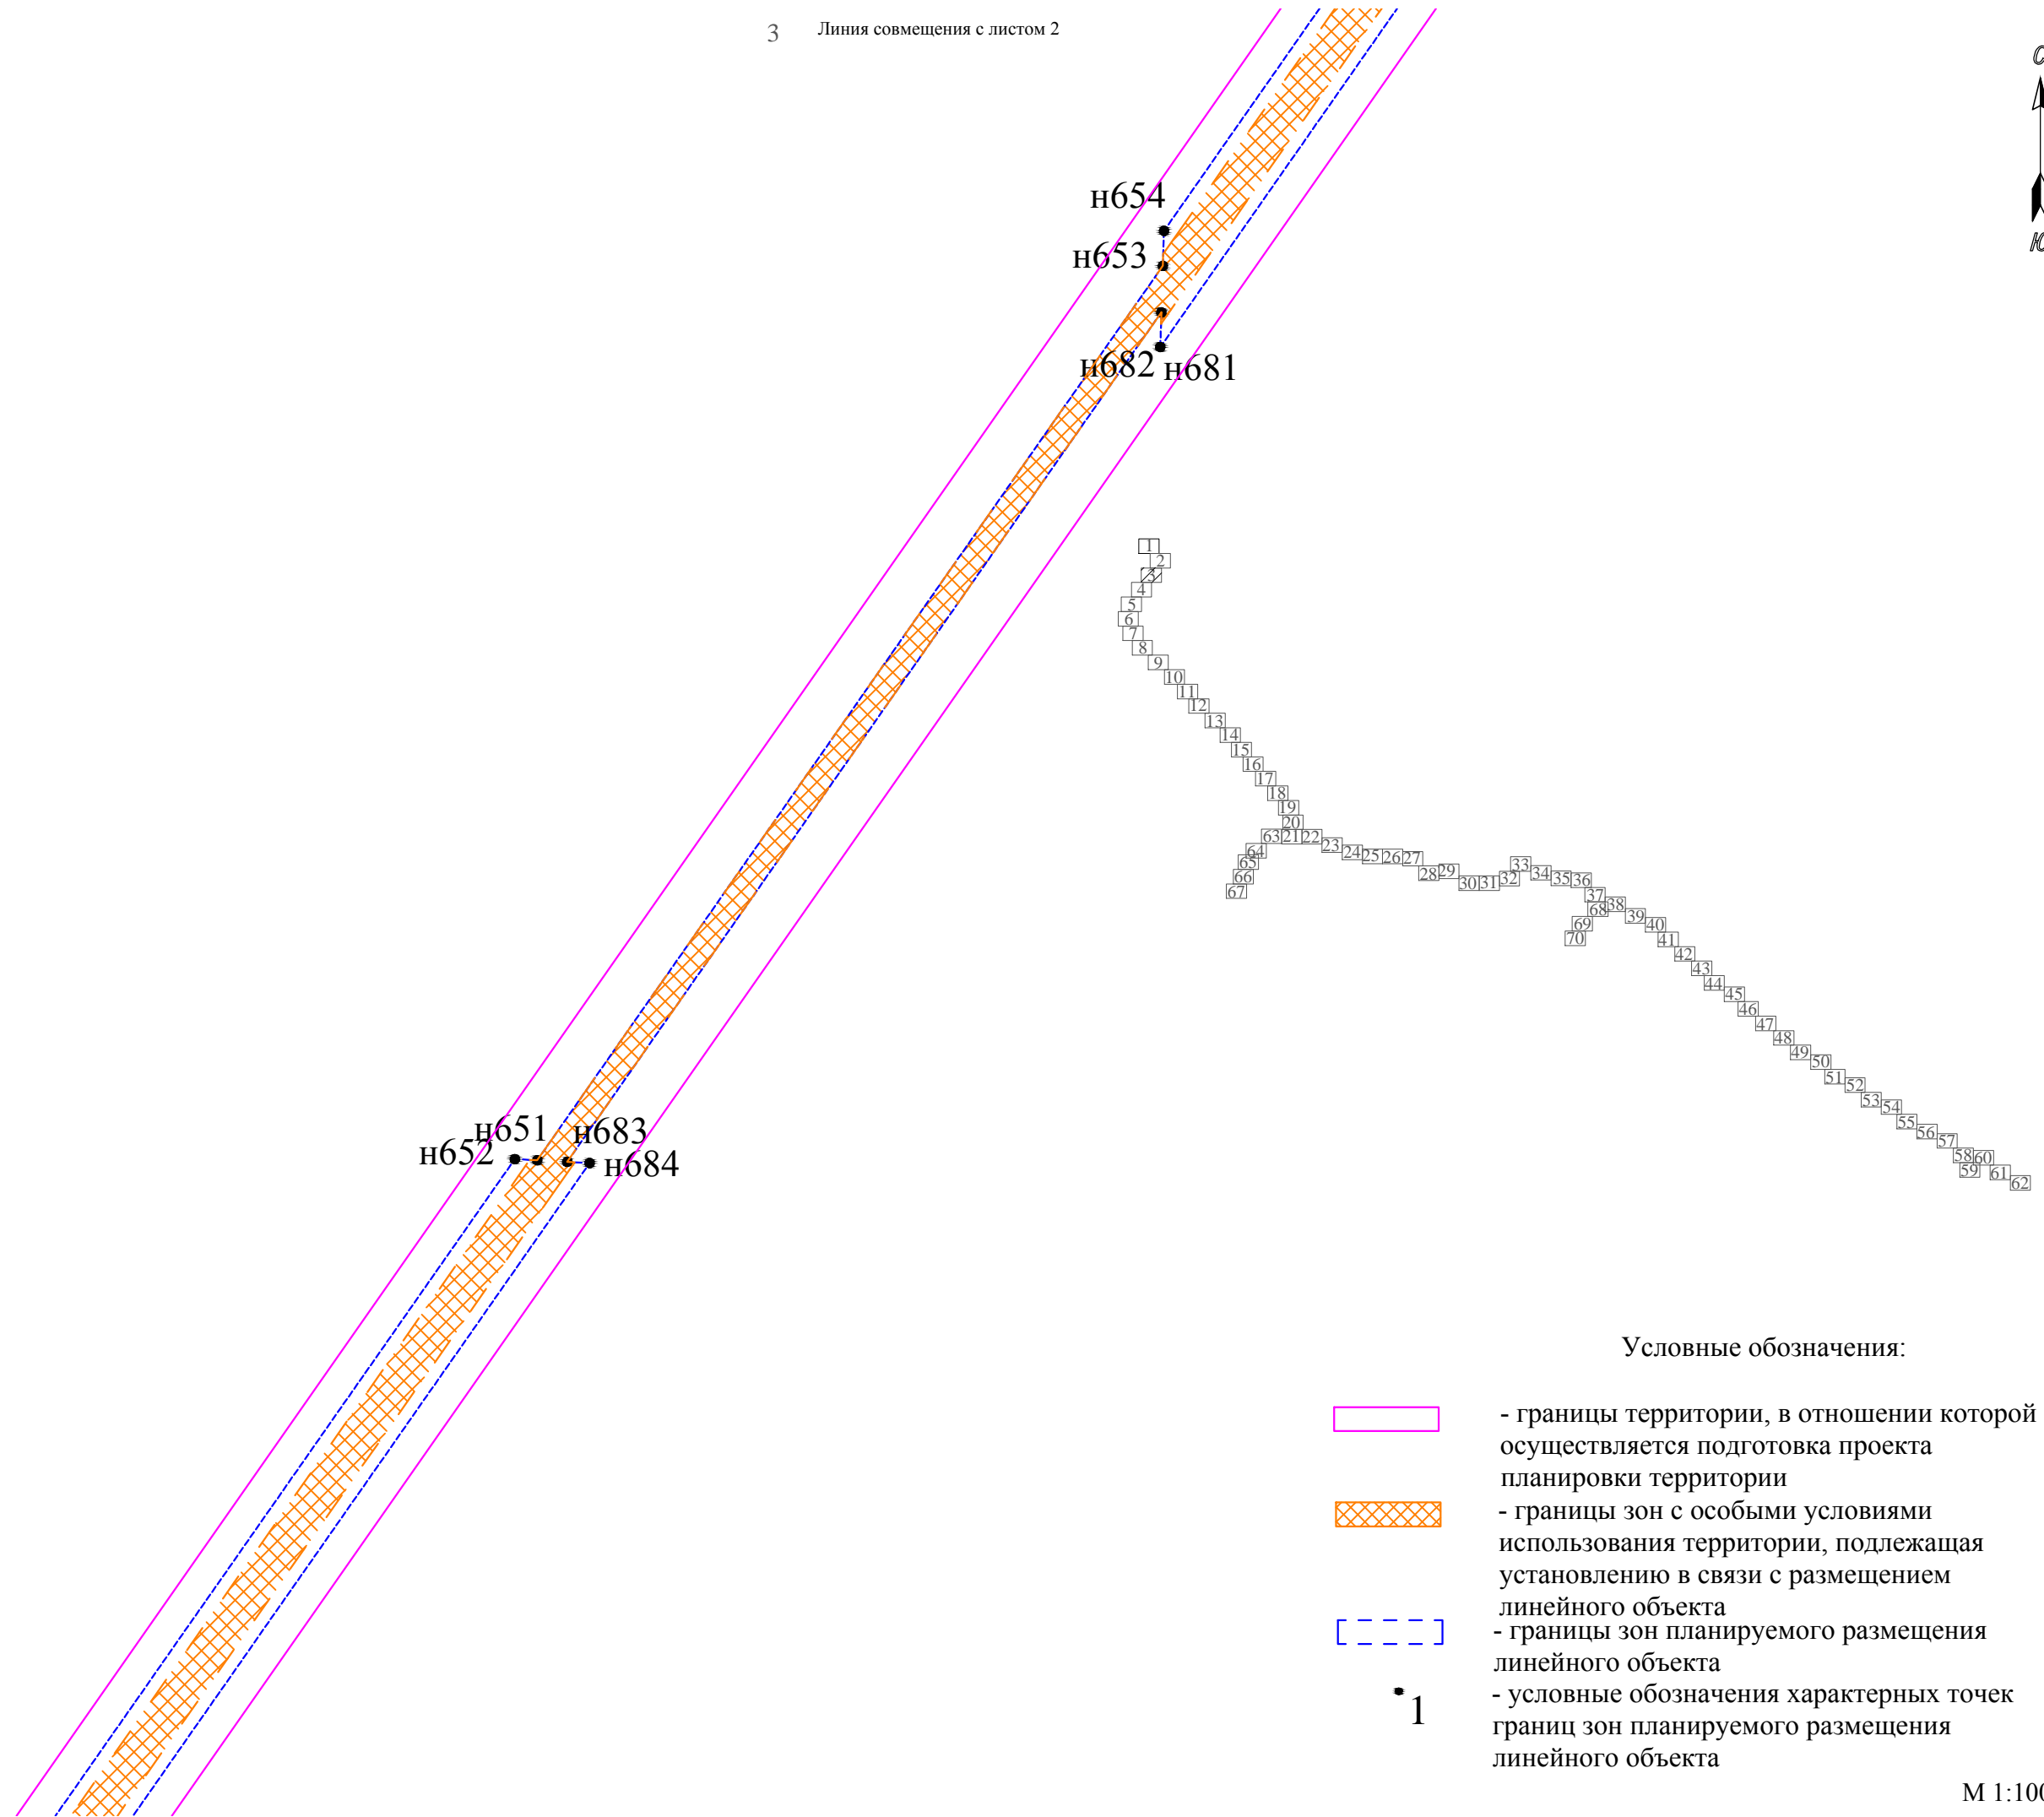 3
Линия совмещения с листом 2
С
Ю
н654
н653
н682
н681
1
2
3
4
5
6
7
8
9
10
11
12
13
14
15
16
17
18
19
20
63 21 22
23
64
24
25 26 27
65
28 29
66
67
30 31 32
33
34
35 36
37
68 38
39
69
40
70
41
42
43
44
45
46
47
48
49
50
51
52
53
54
55
56
57
58 60
59
61
62
н651
н652
н683
н684
Условные обозначения:
- границы территории, в отношении которой
осуществляется подготовка проекта
планировки территории
- границы зон с особыми условиями
использования территории, подлежащая
установлению в связи с размещением
линейного объекта
- границы зон планируемого размещения
линейного объекта
1
- условные обозначения характерных точек
границ зон планируемого размещения
линейного объекта
М 1:100